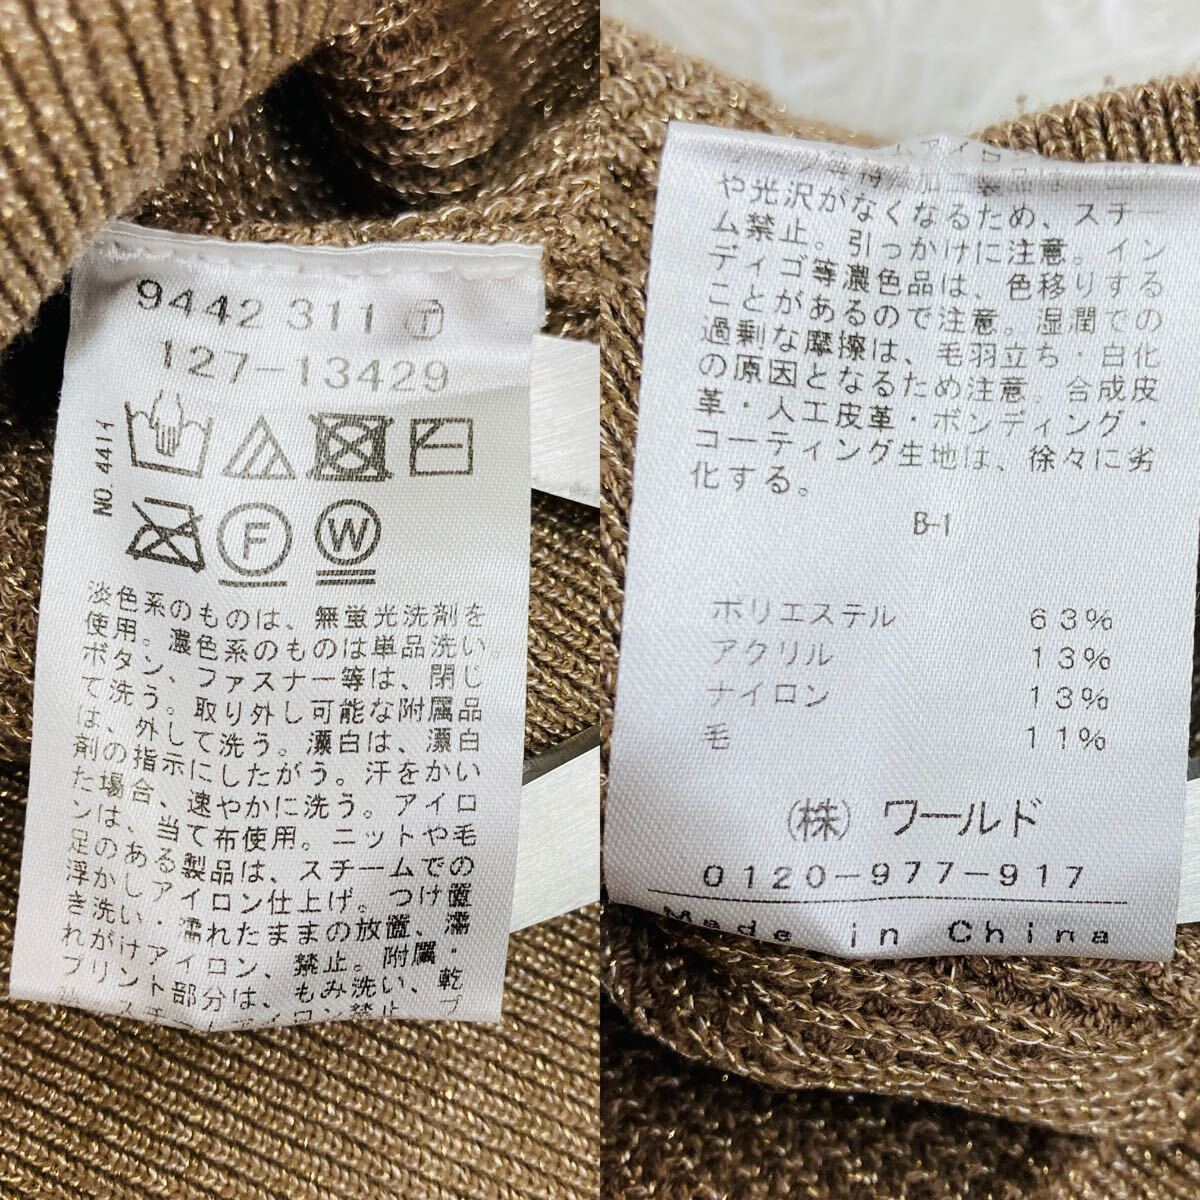 9442 311 T
127-13429
NO. 4411
F
W
淡色系のものは、無蛍光洗剤を
使用。濃色系のものは単品洗い。
ボタン、ファスナー等は、閉じ
て洗う。取り外し可能な附属品
は、外して洗う。漂白は、漂白
剤の指示にしたがう。汗をかい
た場合、速やかに洗う。アイロ
ンは、当て布使用。ニットや毛
足のある製品は、スチームでの
浮かしアイロン仕上げ。つけ置
き洗い・濡れたままの放置、濡
れがけアイロン、禁止。附属・
プリント部分は、もみ洗い、乾
スチームアイロン禁止
や光沢がなくなるため、スチー
ム禁止。引っかけに注意。イン
ディゴ等濃色品は、色移りする
ことがあるので注意。湿潤での
過剰な摩擦は、毛羽立ち・白化
の原因となるため注意。合成皮
革・人工皮革・ボンディング・
コーティング生地は、徐々に劣
化する。
B-1
ポリエステル 63%
アクリル 13%
ナイロン 13%
毛 11%
(株) ワールド
0120-977-917
Made in China